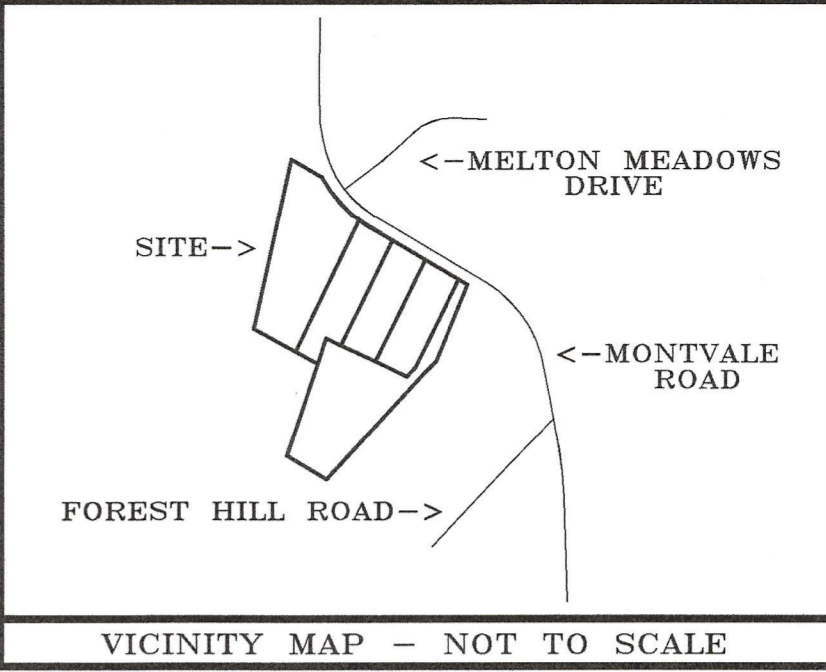 <-MELTON MEADOWS
DRIVE
SITE->
<-MONTVALE
ROAD
FOREST HILL ROAD->
VICINITY MAP - NOT TO SCALE